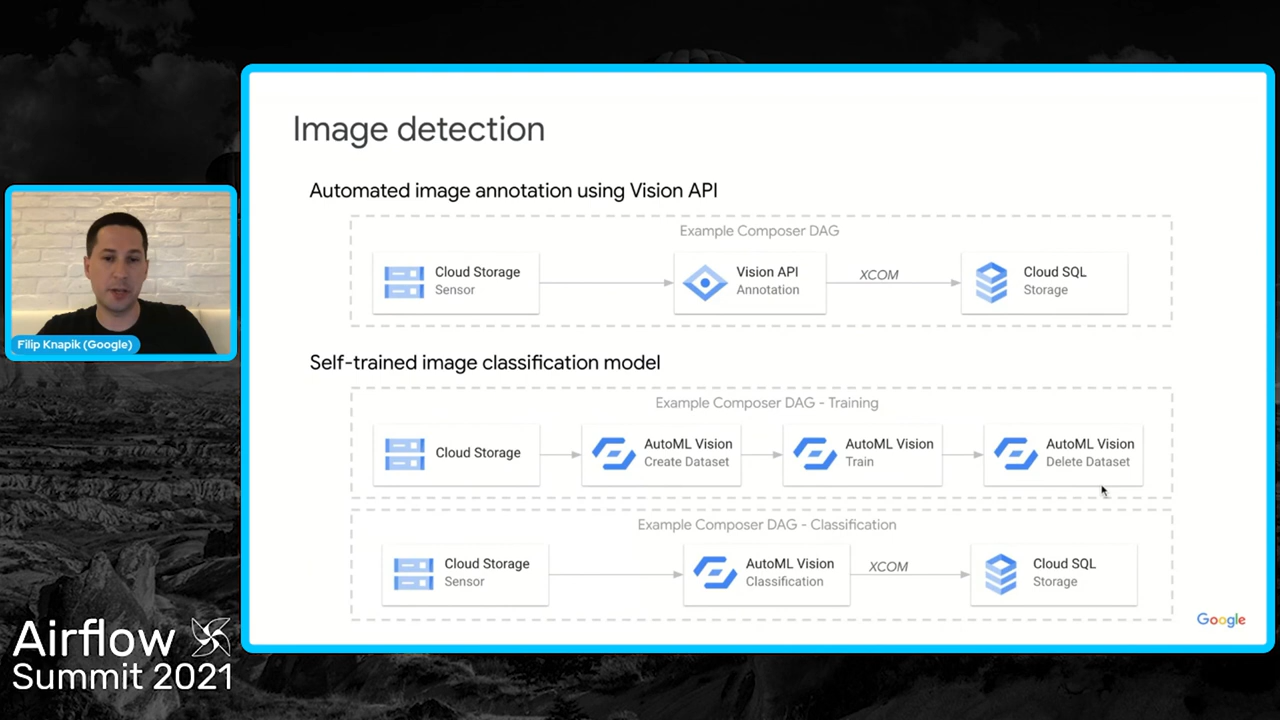 Image detection
Automated image annotation using Vision API
Example Composer DAG
Cloud Storage
Sensor
Vision API
Annotation
XCOM
Cloud SQL
Storage
Self-trained image classification model
Example Composer DAG - Training
Cloud Storage
AutoML Vision
Create Dataset
AutoML Vision
Train
AutoML Vision
Delete Dataset
Example Composer DAG - Classification
Cloud Storage
Sensor
AutoML Vision
Classification
XCOM
Cloud SQL
Storage
Google
Filip Knapik (Google)
Airflow
Summit 2021